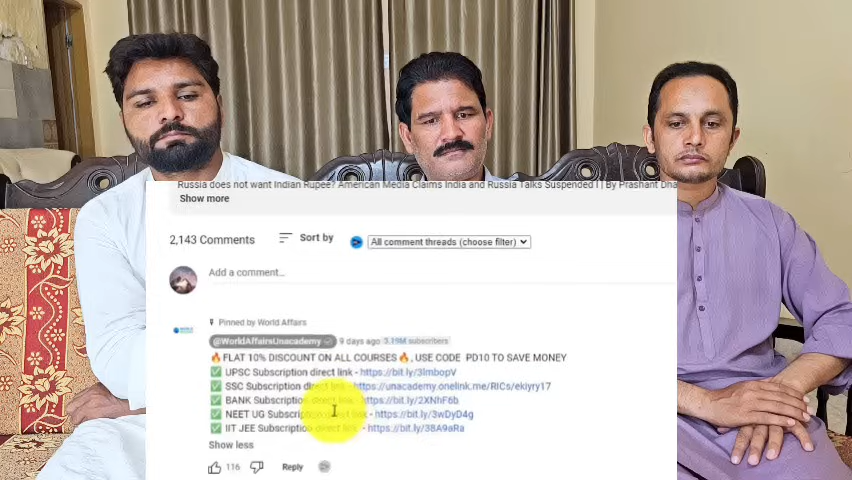 Russia does not want Indian Rupee? American Media Claims India and Russia Talks Suspended I | By Prashant Dha
Show more
2,143 Comments
Sort by
All comment threads (choose filter)
Add a comment...
Pinned by World Affairs
@WorldAffairsUnacademy 9 days ago 3.19M subscribers
🔥FLAT 10% DISCOUNT ON ALL COURSES🔥, USE CODE PD10 TO SAVE MONEY
✅ UPSC Subscription direct link - https://bit.ly/3lmbopV
✅ SSC Subscription direct link - https://unacademy.onelink.me/RICs/ekiyry17
✅ BANK Subscription direct link - https://bit.ly/2XNhF6b
✅ NEET UG Subscription direct link - https://bit.ly/3wDyD4g
✅ IIT JEE Subscription direct link - https://bit.ly/38A9aRa
Show less
116 Reply